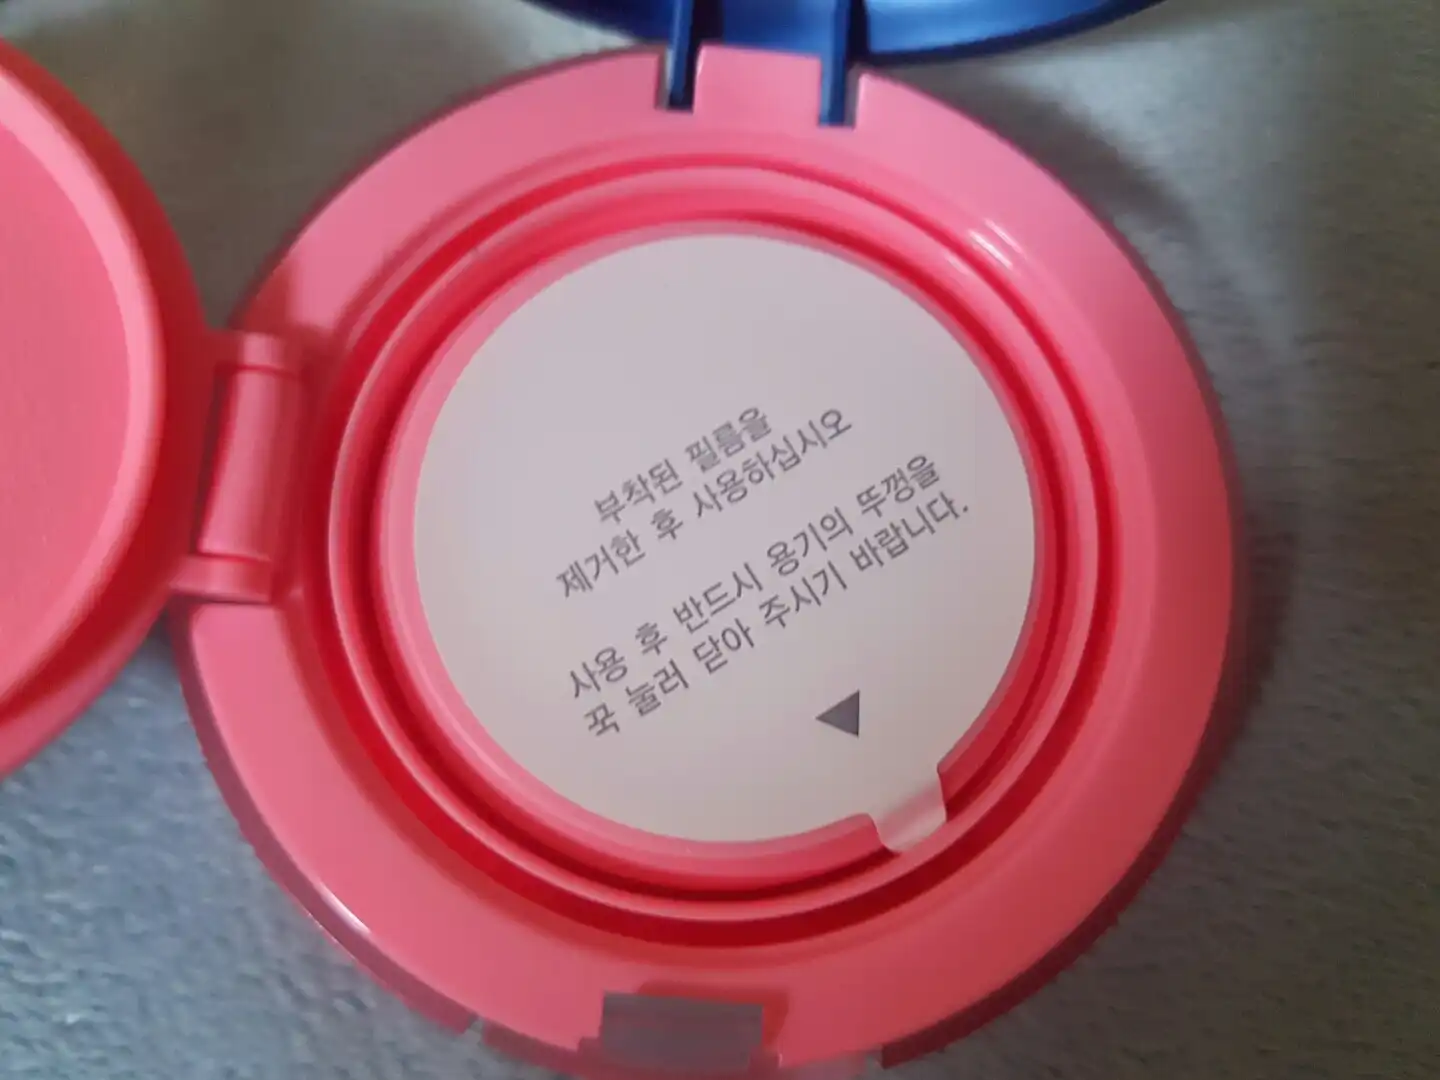 부착된 필름을
제거한 후 사용하십시오
사용 후 반드시 용기의 뚜껑을
꾹 눌러 닫아 주시기 바랍니다.